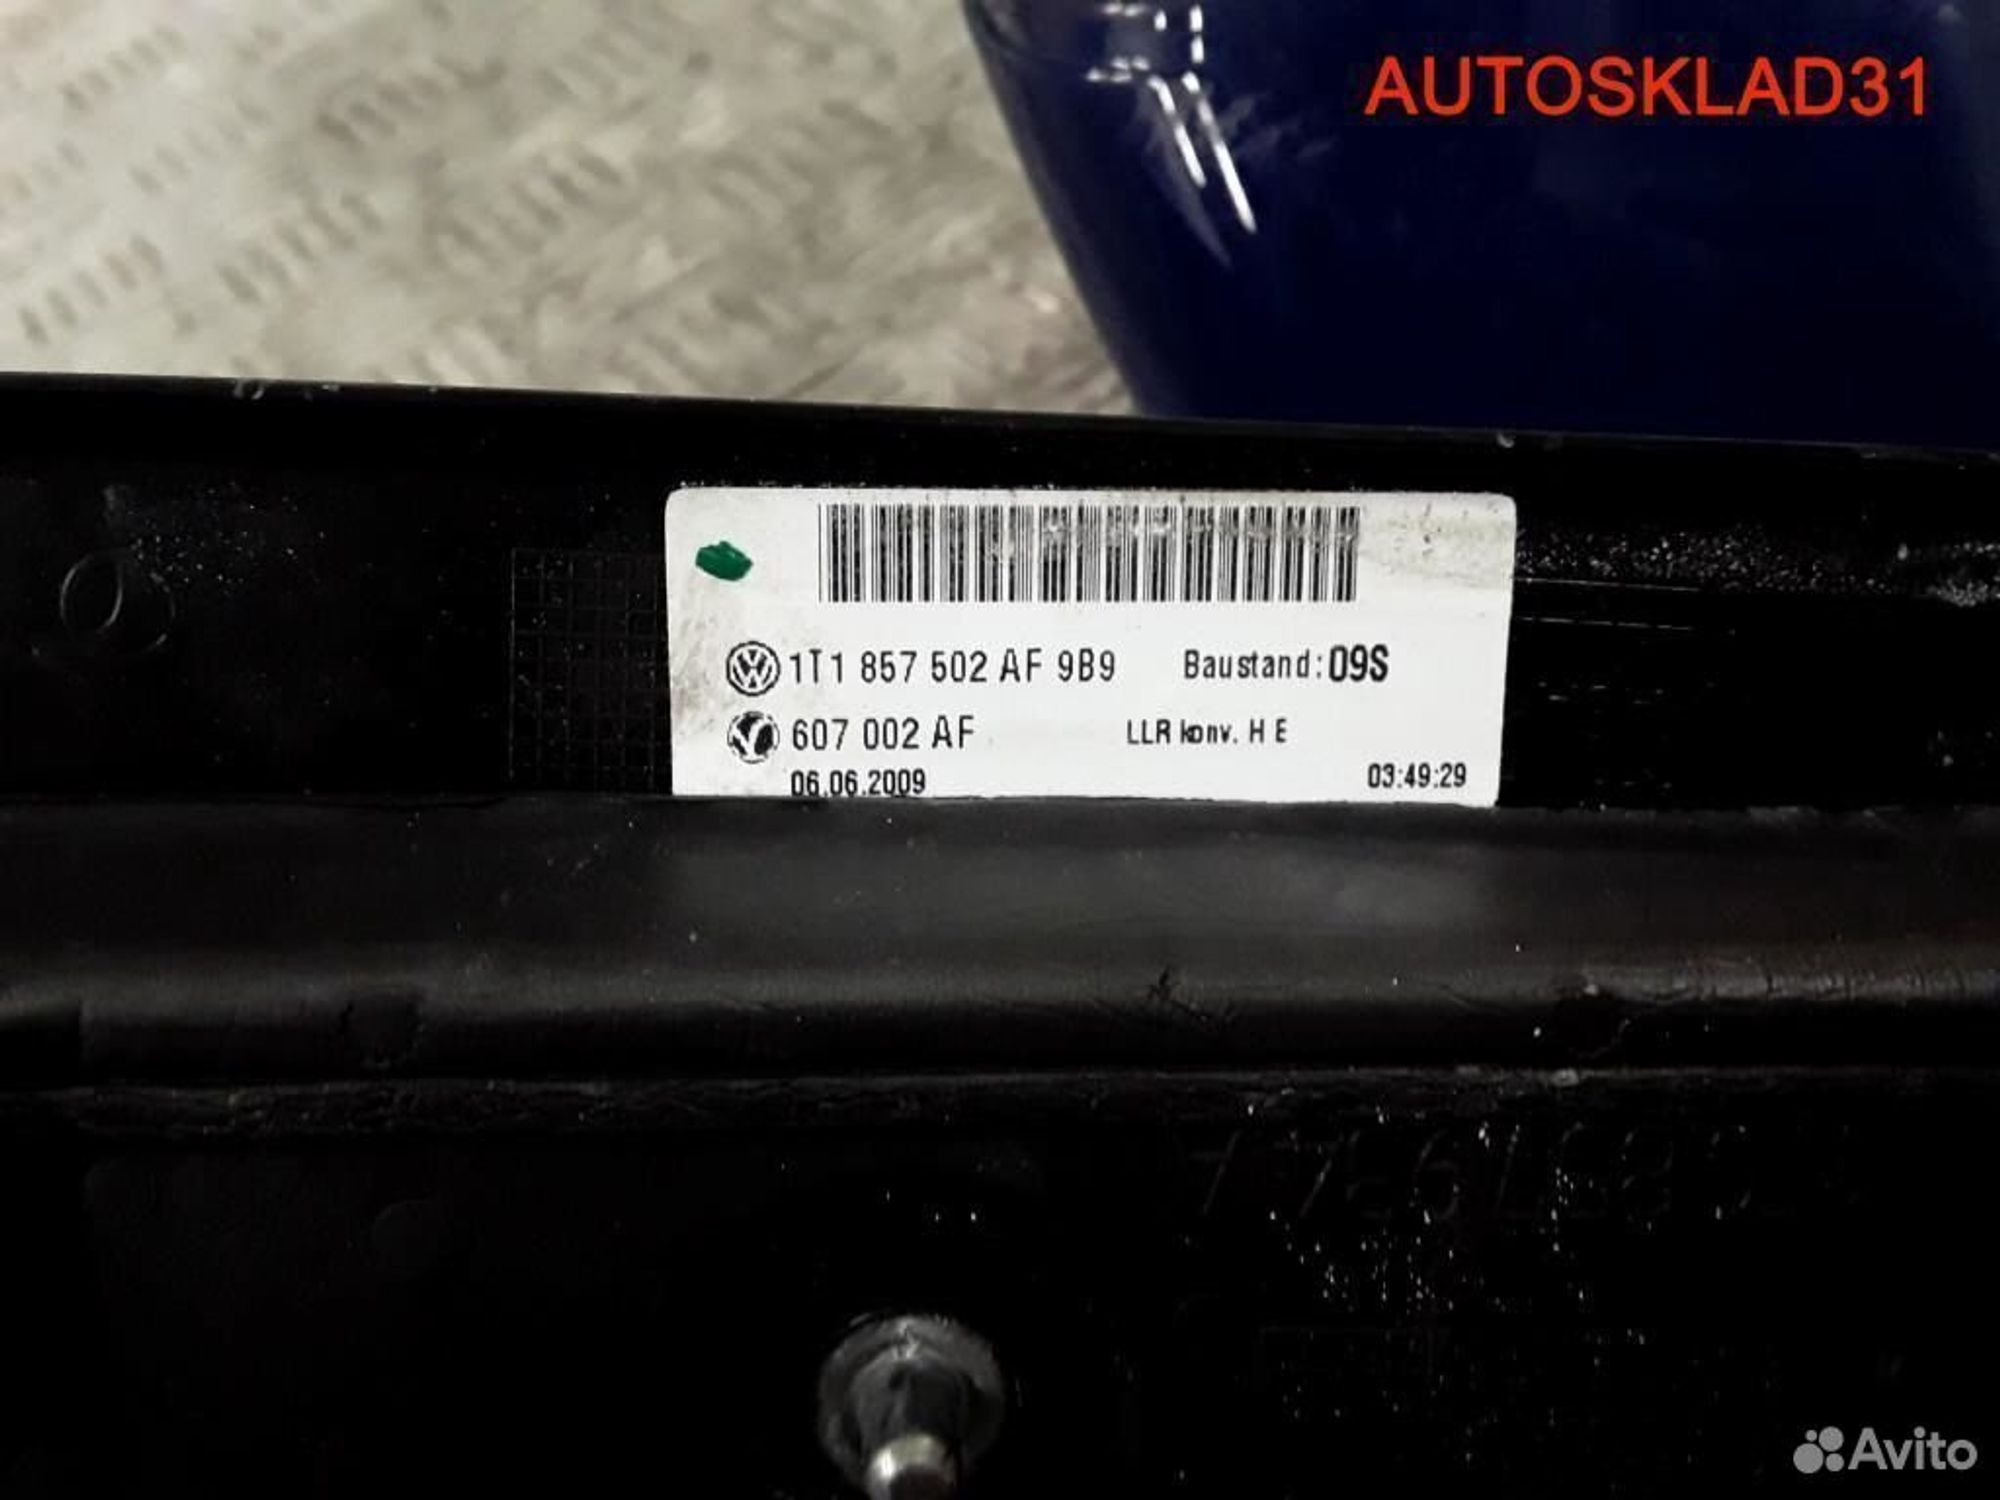 AUTOSKLAD31
1T1 857 502 AF 9B9 Baustand: 09S
607 002 AF LLR konv. H E
06.06.2009 03:49:29
Avito